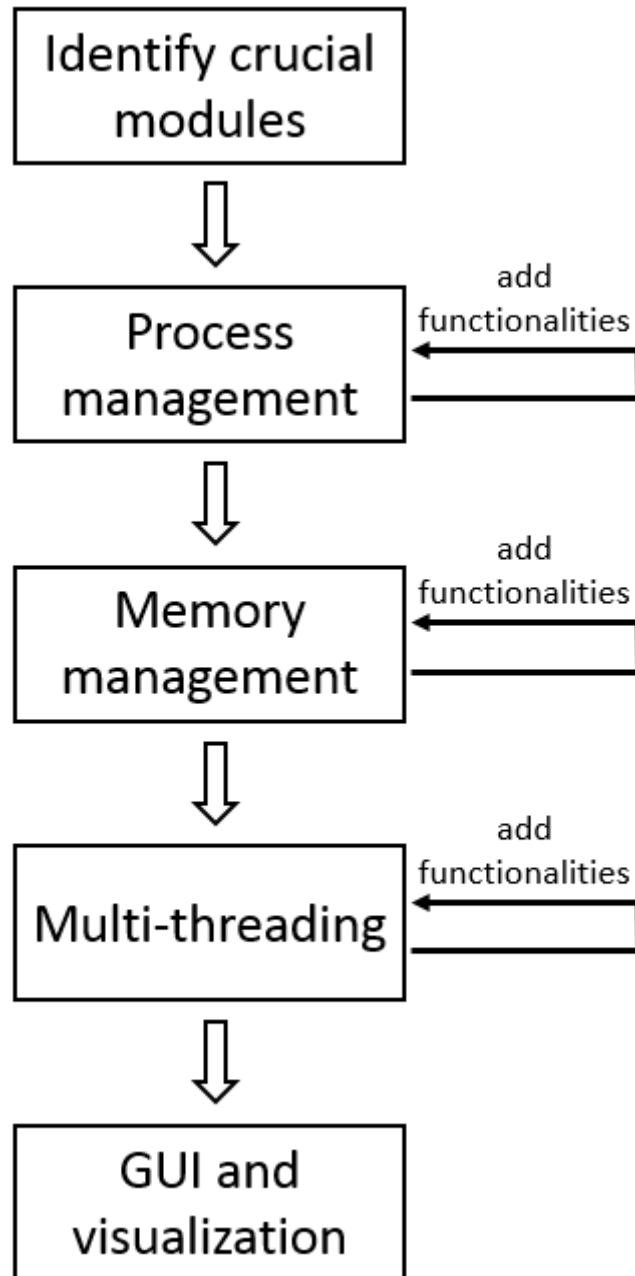 Identify crucial
modules
add
functionalities
Process
management
add
functionalities
Memory
management
add
functionalities
Multi-threading
GUI and
visualization